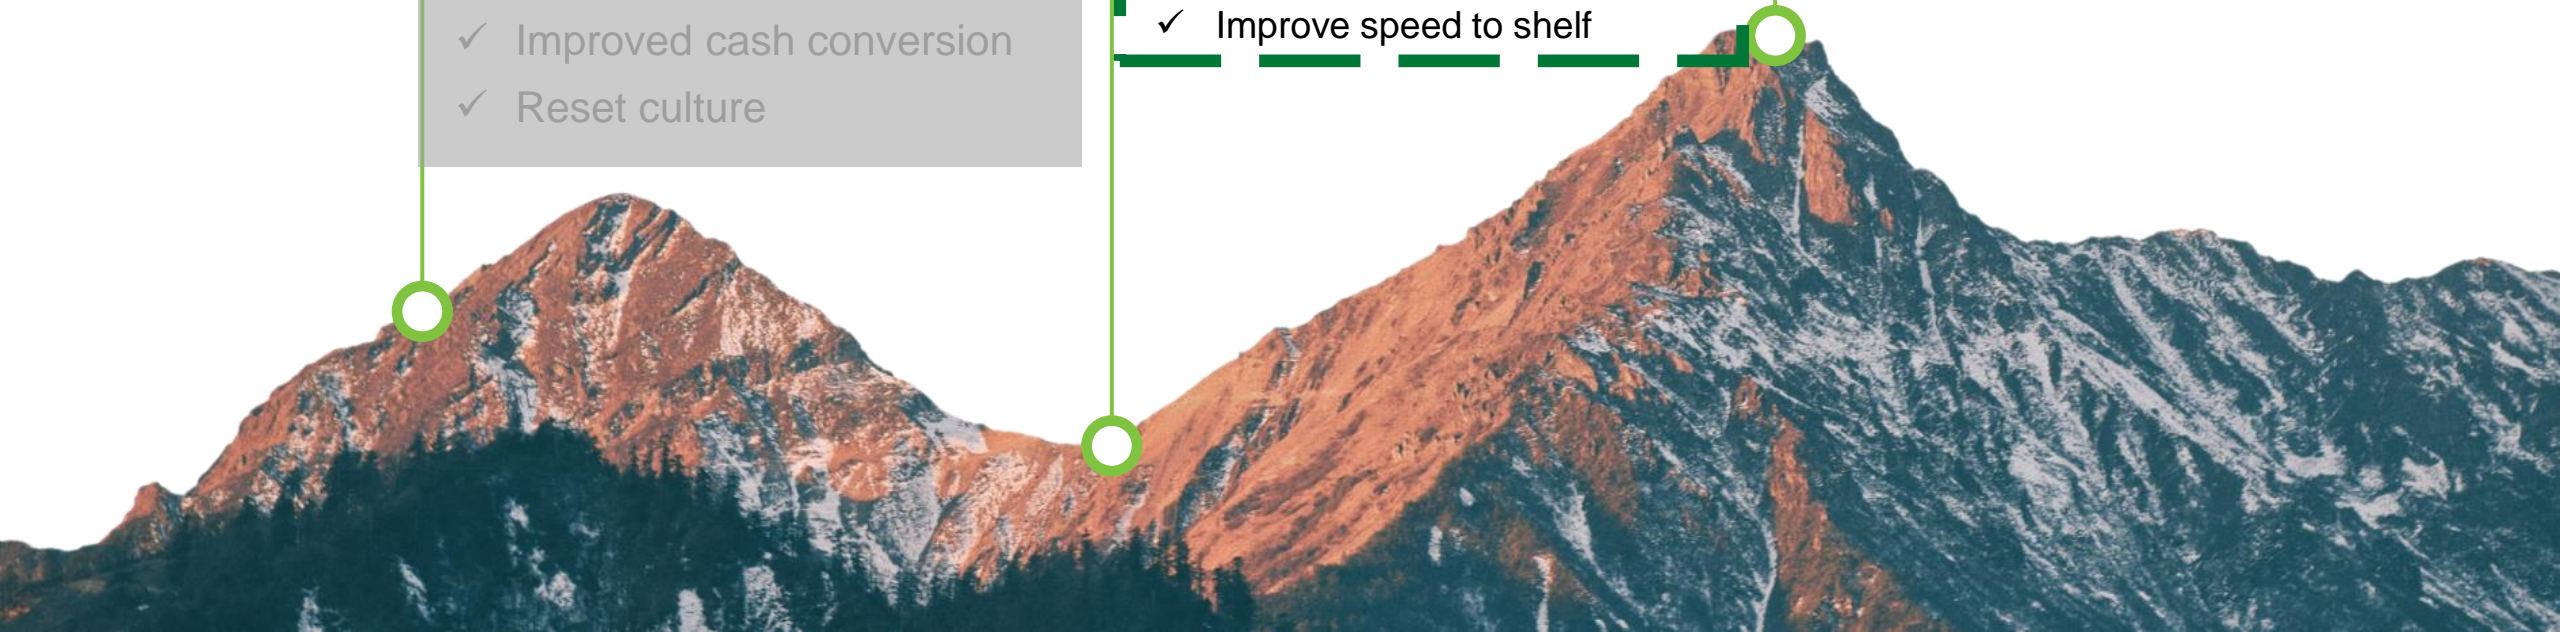 ✓ Improved cash conversion
✓ Reset culture
✓ Improve speed to shelf